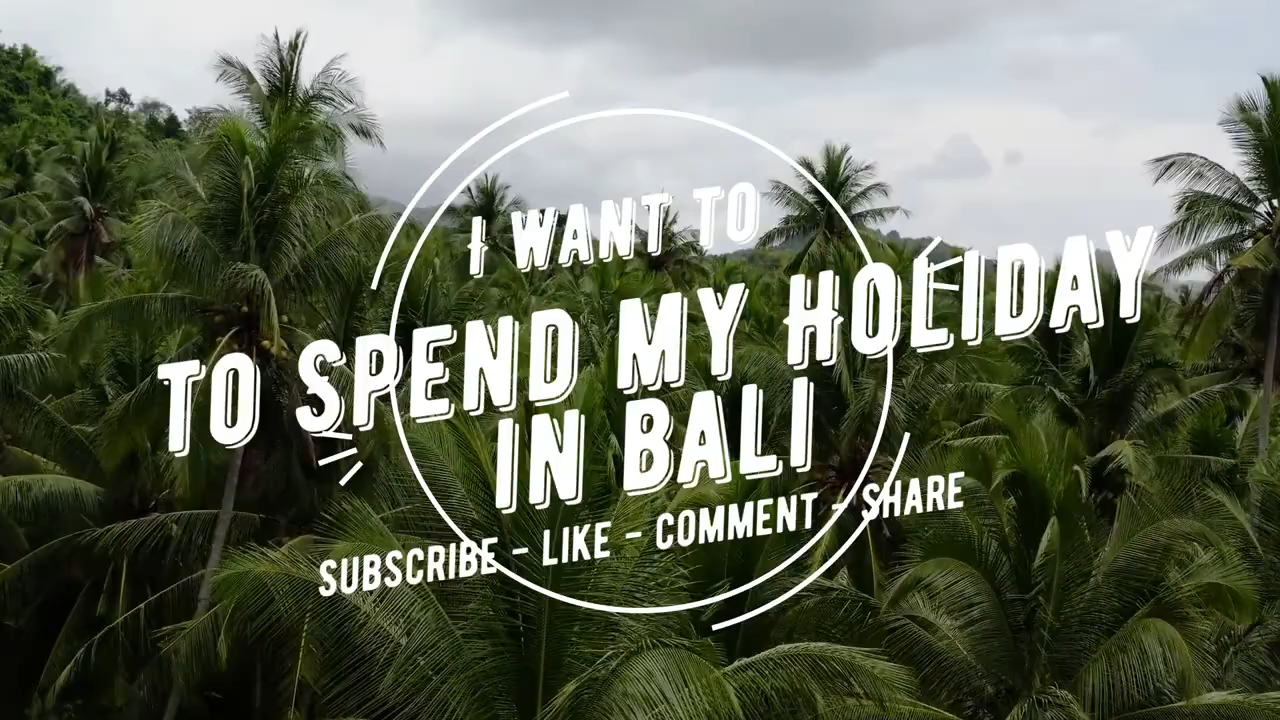 I WANT TO
TO SPEND MY HOLIDAY
IN BALI
SUBSCRIBE - LIKE - COMMENT - SHARE